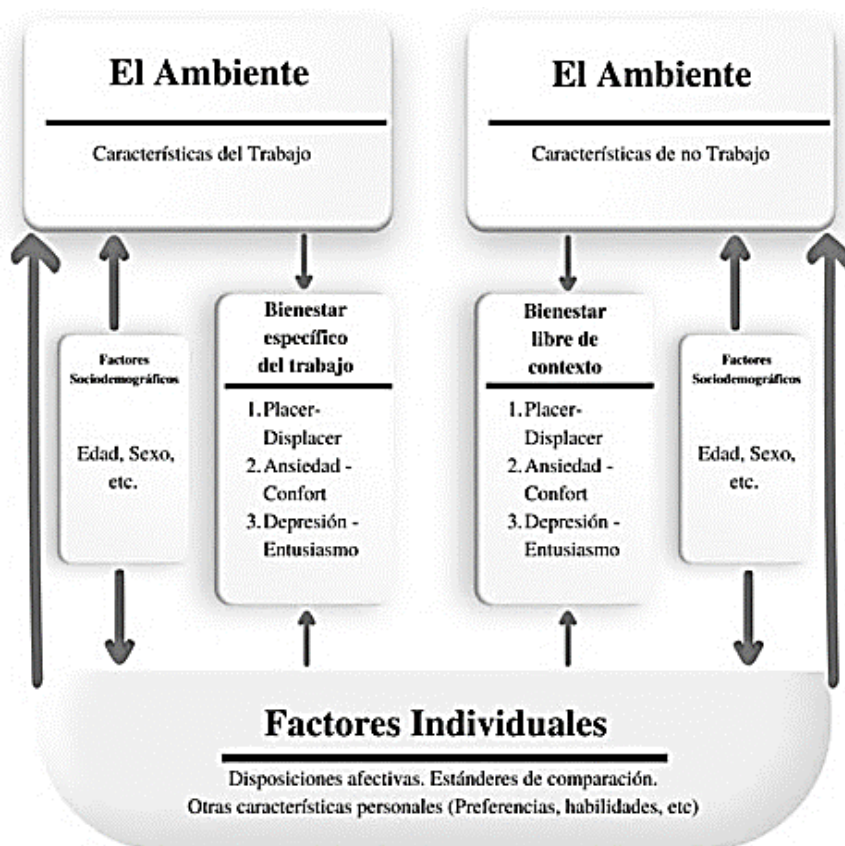 El Ambiente
Características del Trabajo
El Ambiente
Características de no Trabajo
Factores
Sociodemográficos
Edad, Sexo,
etc.
Bienestar
específico
del trabajo
1. Placer-
Displacer
2. Ansiedad -
Confort
3. Depresión -
Entusiasmo
Bienestar
libre de
contexto
1. Placer-
Displacer
2. Ansiedad -
Confort
3. Depresión -
Entusiasmo
Factores
Sociodemográficos
Edad, Sexo,
etc.
Factores Individuales
Disposiciones afectivas. Estánderes de comparación.
Otras características personales (Preferencias, habilidades, etc)